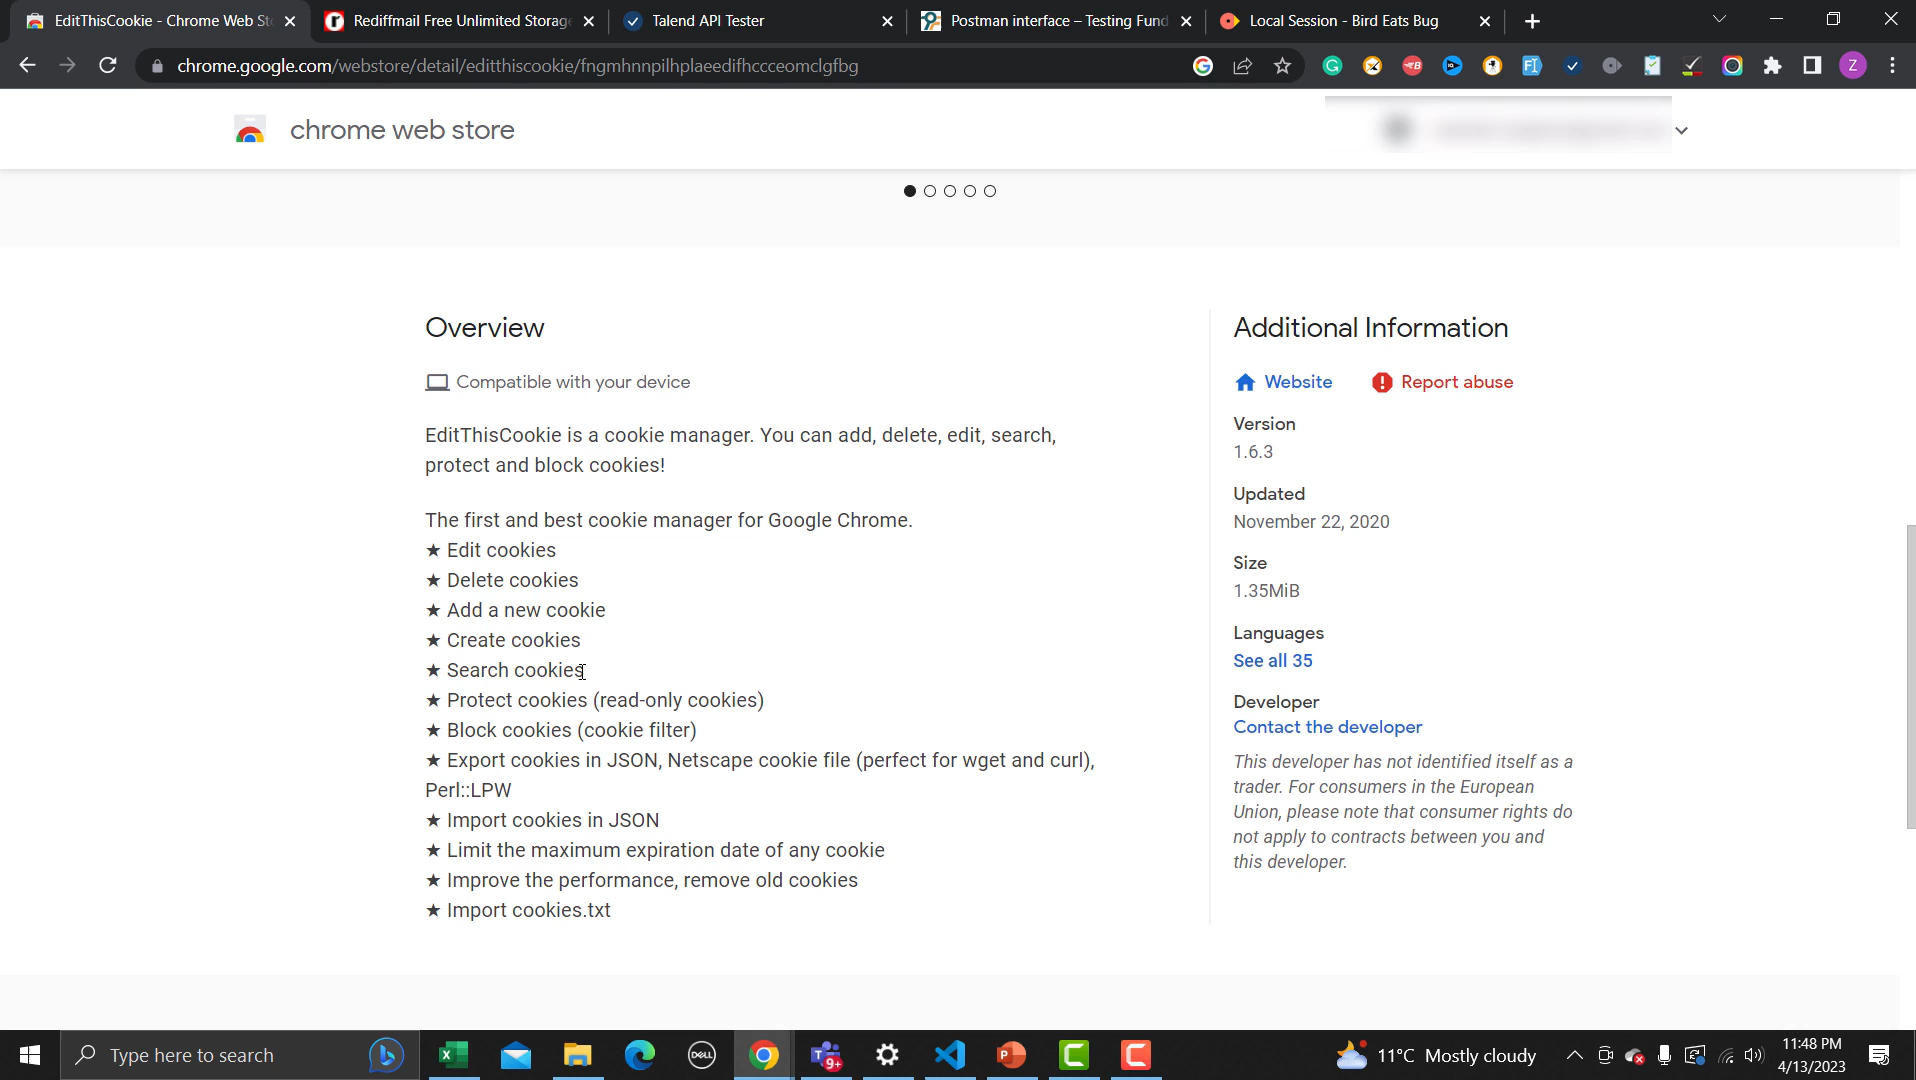 EditThisCookie - Chrome Web St
Rediffmail Free Unlimited Storage
Talend API Tester
Postman interface – Testing Fund
Local Session - Bird Eats Bug
chrome.google.com/webstore/detail/editthiscookie/fngmhnnpilhplaeedifhccceomclgfbg
Z
chrome web store
Overview
Compatible with your device
EditThisCookie is a cookie manager. You can add, delete, edit, search,
protect and block cookies!
The first and best cookie manager for Google Chrome.
★ Edit cookies
★ Delete cookies
★ Add a new cookie
★ Create cookies
★ Search cookies
★ Protect cookies (read-only cookies)
★ Block cookies (cookie filter)
★ Export cookies in JSON, Netscape cookie file (perfect for wget and curl),
Perl::LPW
★ Import cookies in JSON
★ Limit the maximum expiration date of any cookie
★ Improve the performance, remove old cookies
★ Import cookies.txt
Additional Information
Website
Report abuse
Version
1.6.3
Updated
November 22, 2020
Size
1.35MiB
Languages
See all 35
Developer
Contact the developer
This developer has not identified itself as a
trader. For consumers in the European
Union, please note that consumer rights do
not apply to contracts between you and
this developer.
Type here to search
DELL
9+
11°C Mostly cloudy
11:48 PM
4/13/2023